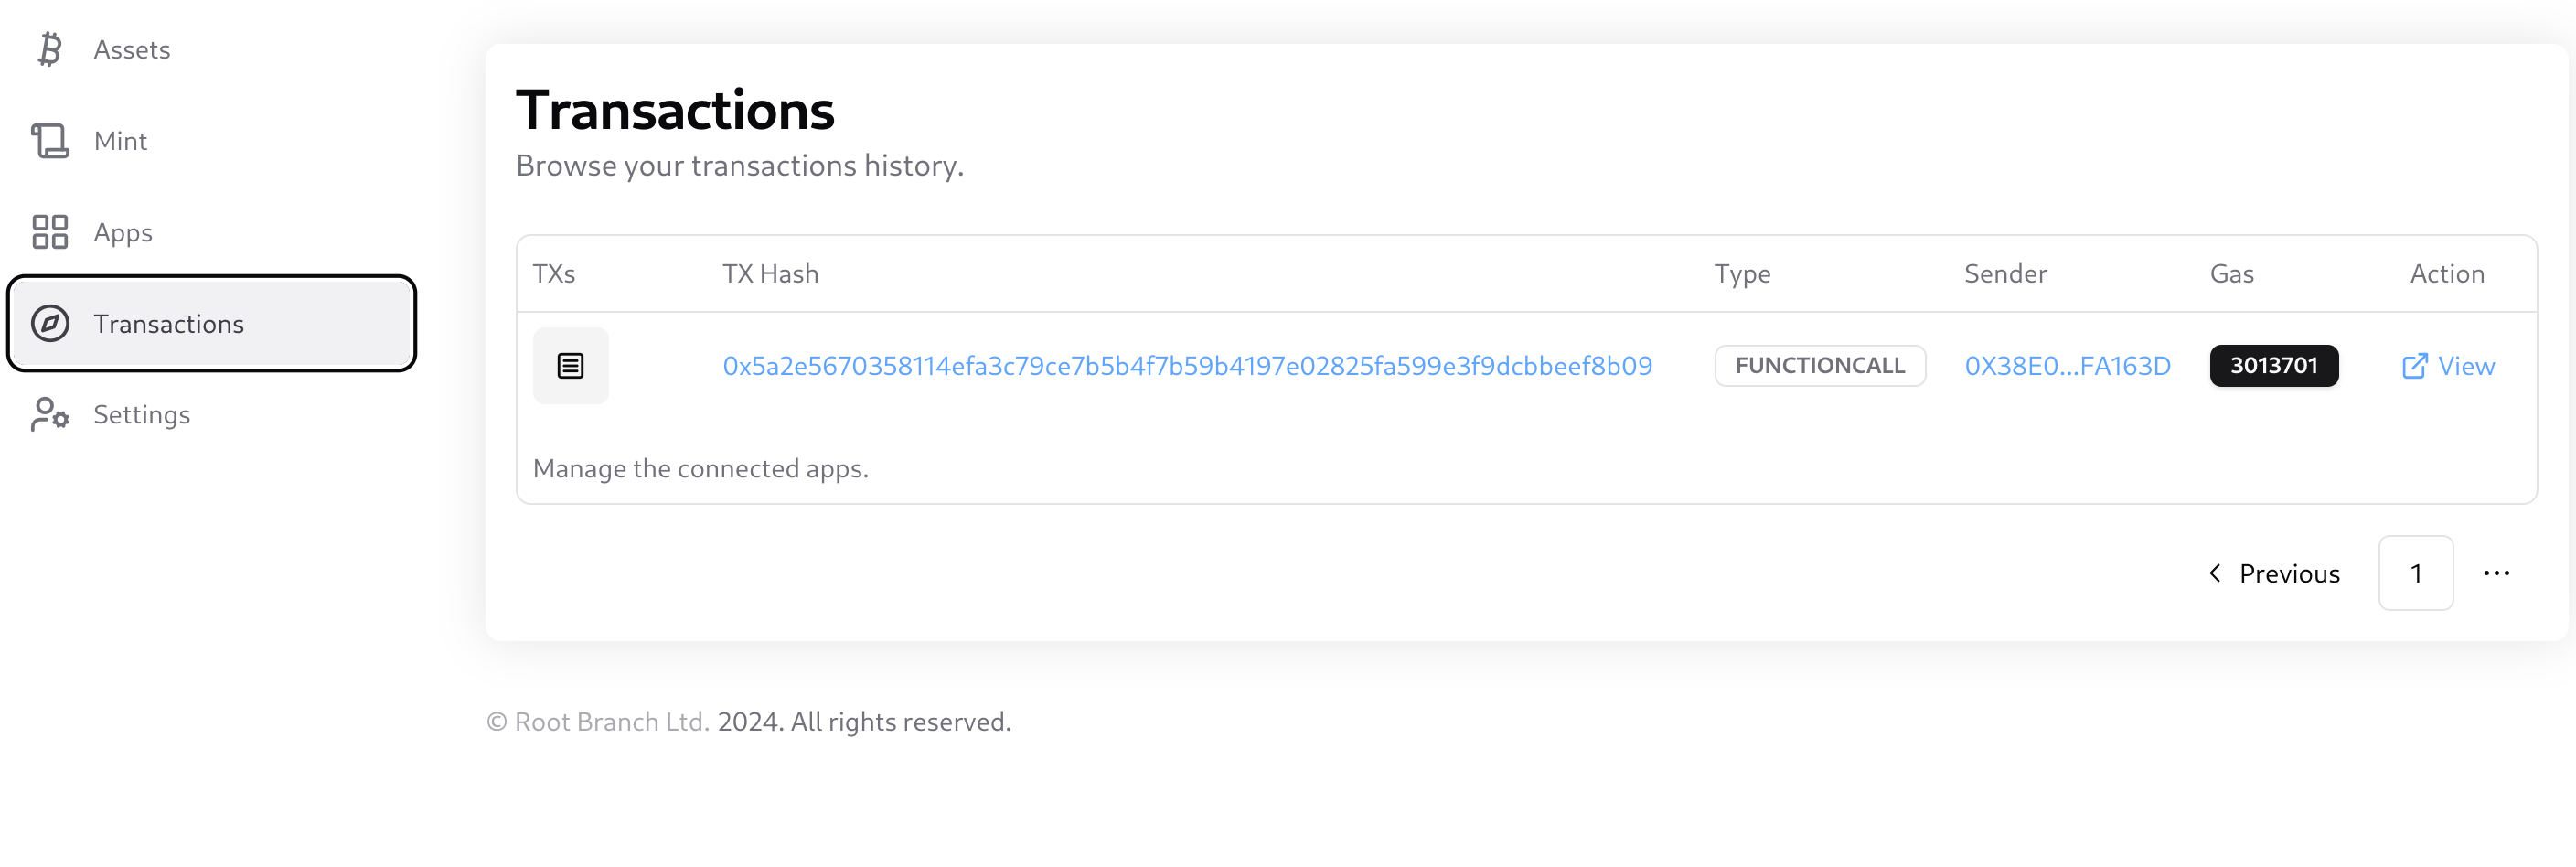 Assets
Mint
Apps
Transactions
Settings
Transactions
Browse your transactions history.
TXs TX Hash Type Sender Gas Action
0x5a2e5670358114efa3c79ce7b5b4f7b59b4197e02825fa599e3f9dcbbeef8b09 FUNCTIONCALL 0X38E0...FA163D 3013701 View
Manage the connected apps.
Previous 1 ...
© Root Branch Ltd. 2024. All rights reserved.